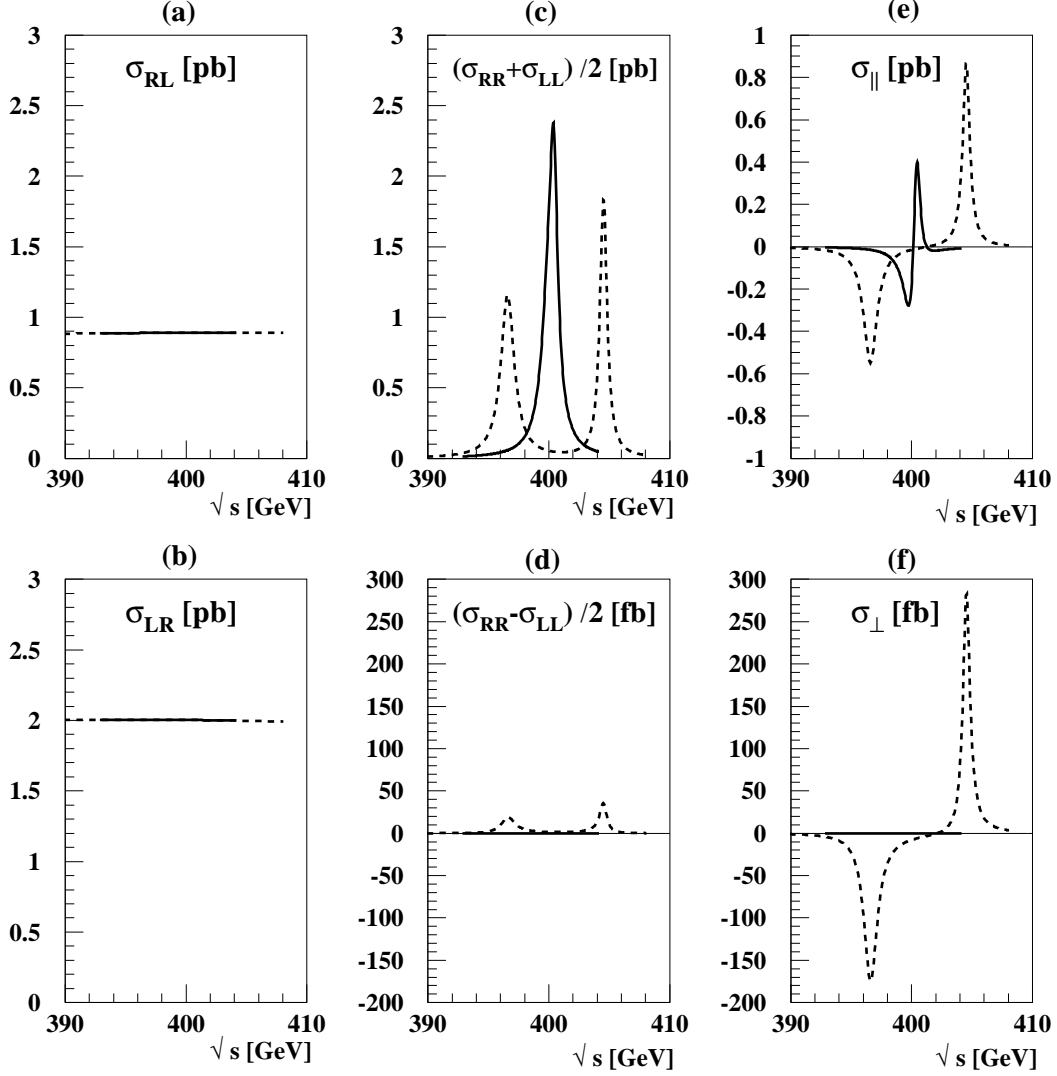 (a) (c) (e)
3 3 1
σRL [pb] (σRR+σLL) /2 [pb] σ|| [pb]
0.8
2.5 2.5 0.6
2 2 0.4
0.2
1.5 1.5 0
-0.2
1 1 -0.4
0.5 0.5 -0.6
-0.8
0 0 -1
390 400 410 390 400 410 390 400 410
√ s [GeV] √ s [GeV] √ s [GeV]
(b) (d) (f)
3 300 300
σLR [pb] (σRR-σLL) /2 [fb] σ⊥ [fb]
2.5 250 250
200 200
2 150 150
100 100
1.5 50 50
0 0
1 -50 -50
0.5 -100 -100
-150 -150
0 -200 -200
390 400 410 390 400 410 390 400 410
√ s [GeV] √ s [GeV] √ s [GeV]